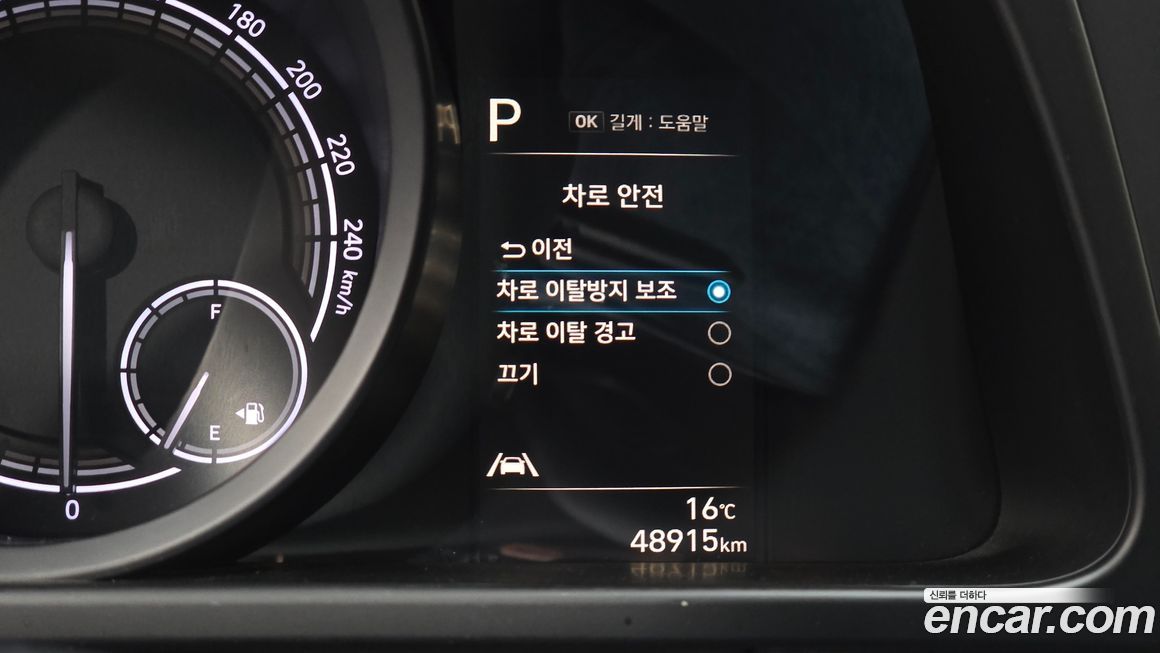 180
200
220
240
km/h
F
E
0
P
OK 길게 : 도움말
차로 안전
이전
차로 이탈방지 보조
차로 이탈 경고
끄기
16℃
48915km
신뢰를 더하다
encar.com